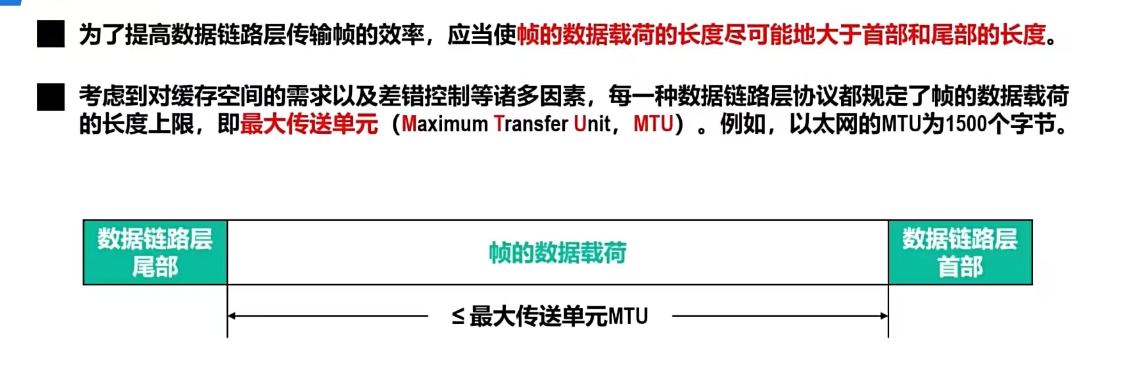 为了提高数据链路层传输帧的效率，应当使帧的数据载荷的长度尽可能地大于首部和尾部的长度。
考虑到对缓存空间的需求以及差错控制等诸多因素，每一种数据链路层协议都规定了帧的数据载荷
的长度上限，即最大传送单元（Maximum Transfer Unit，MTU）。例如，以太网的MTU为1500个字节。
数据链路层
尾部
帧的数据载荷
数据链路层
首部
≤最大传送单元MTU